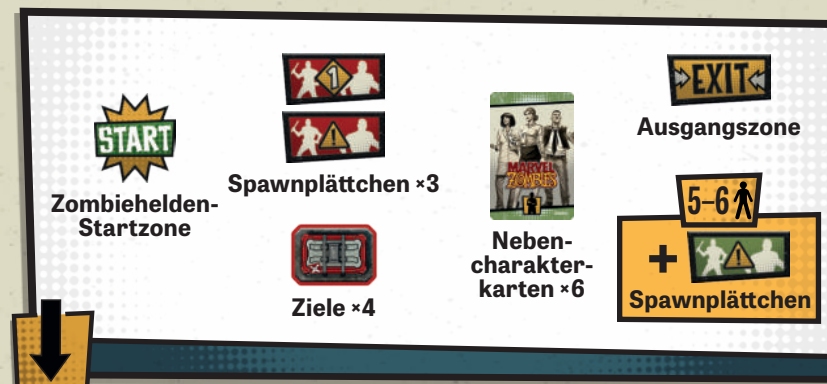 START
Zombiehelden-
Startzone
1
Spawnplättchen ×3
Ziele ×4
MARVEL
ZOMBIES
Neben-
charakter-
karten ×6
EXIT
Ausgangszone
5–6
+
Spawnplättchen